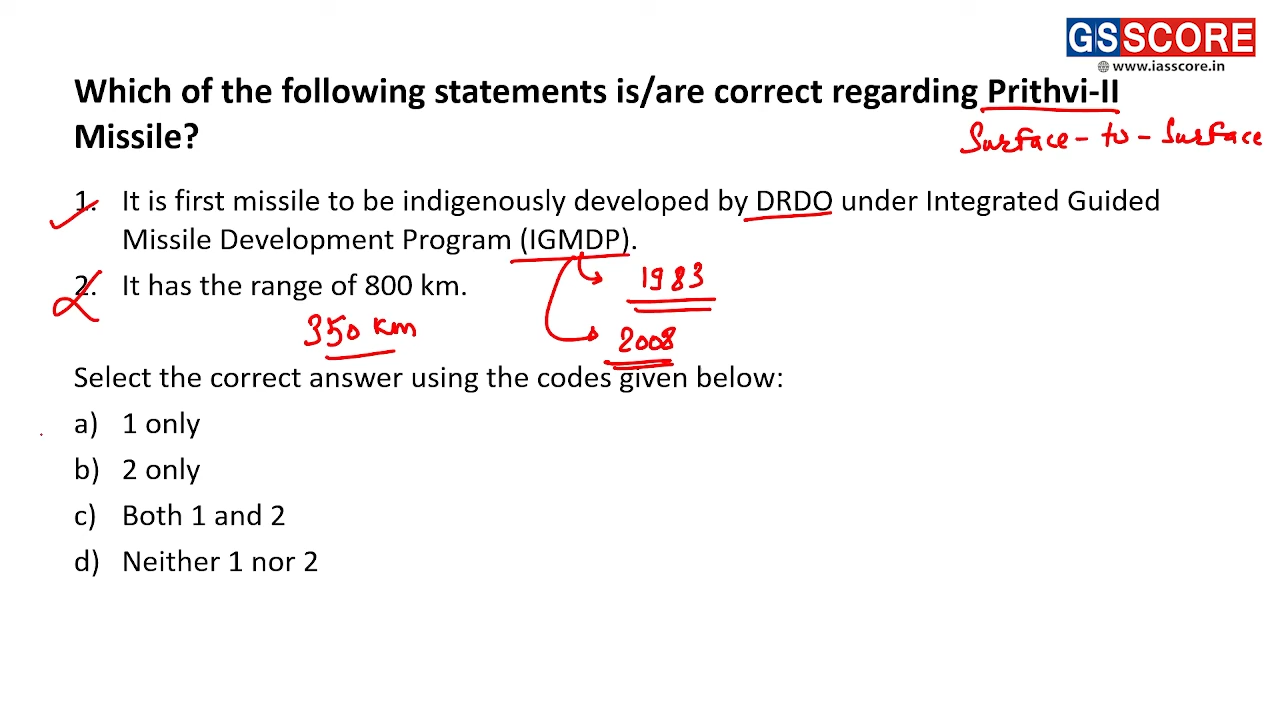 GSSCORE
www.iasscore.in
Which of the following statements is/are correct regarding Prithvi-II
Missile?
Surface-to-Surface
1. It is first missile to be indigenously developed by DRDO under Integrated Guided
Missile Development Program (IGMDP).
1983
2. It has the range of 800 km.
350 km
2008
Select the correct answer using the codes given below:
a) 1 only
b) 2 only
c) Both 1 and 2
d) Neither 1 nor 2